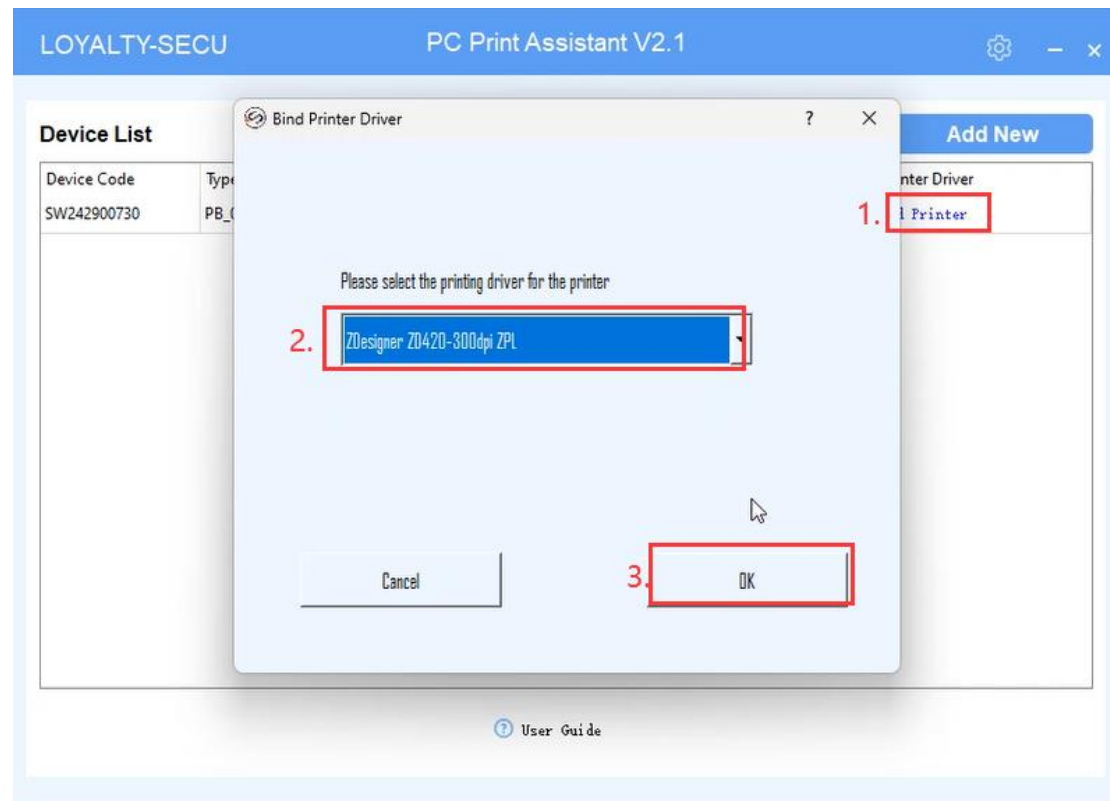 LOYALTY-SECU PC Print Assistant V2.1
Bind Printer Driver
Device List
Add New
Device Code
SW242900730
1.
Printer
Please select the printing driver for the printer
2.
ZDesigner ZD420-300dpi ZPL
3.
Cancel
OK
User Guide